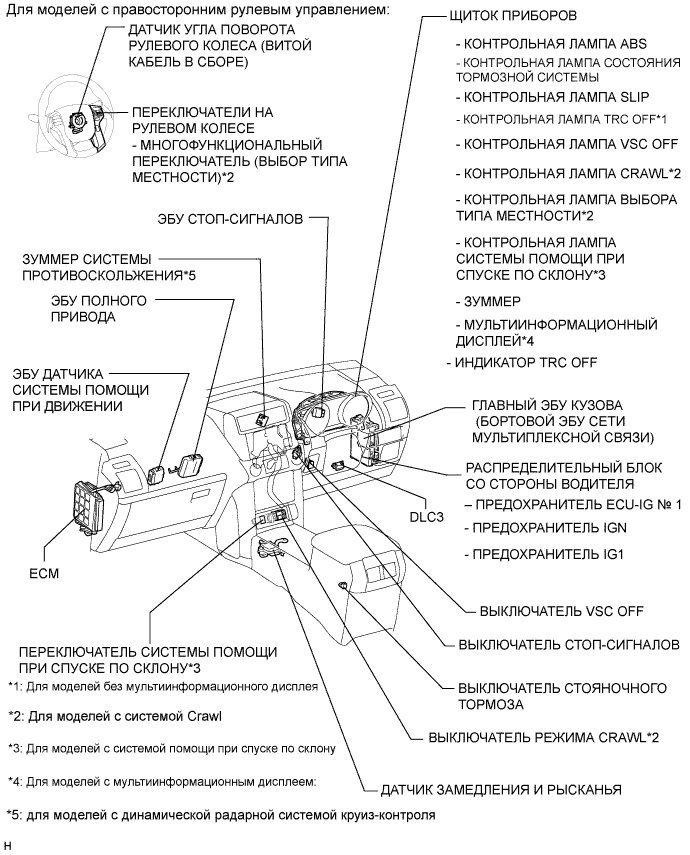 Для моделей с правосторонним рулевым управлением:
ДАТЧИК УГЛА ПОВОРОТА
РУЛЕВОГО КОЛЕСА (ВИТОЙ
КАБЕЛЬ В СБОРЕ)
ПЕРЕКЛЮЧАТЕЛИ НА
РУЛЕВОМ КОЛЕСЕ
- МНОГОФУНКЦИОНАЛЬНЫЙ
ПЕРЕКЛЮЧАТЕЛЬ (ВЫБОР ТИПА
МЕСТНОСТИ)*2
ЩИТОК ПРИБОРОВ
- КОНТРОЛЬНАЯ ЛАМПА ABS
- КОНТРОЛЬНАЯ ЛАМПА СОСТОЯНИЯ
ТОРМОЗНОЙ СИСТЕМЫ
- КОНТРОЛЬНАЯ ЛАМПА SLIP
- КОНТРОЛЬНАЯ ЛАМПА TRC OFF*1
- КОНТРОЛЬНАЯ ЛАМПА VSC OFF
- КОНТРОЛЬНАЯ ЛАМПА CRAWL*2
- КОНТРОЛЬНАЯ ЛАМПА ВЫБОРА
ТИПА МЕСТНОСТИ*2
- КОНТРОЛЬНАЯ ЛАМПА
СИСТЕМЫ ПОМОЩИ ПРИ
СПУСКЕ ПО СКЛОНУ*3
- ЗУММЕР
- МУЛЬТИИНФОРМАЦИОННЫЙ
ДИСПЛЕЙ*4
- ИНДИКАТОР TRC OFF
ЭБУ СТОП-СИГНАЛОВ
ЗУММЕР СИСТЕМЫ
ПРОТИВОСКОЛЬЖЕНИЯ*5
ЭБУ ПОЛНОГО
ПРИВОДА
ЭБУ ДАТЧИКА
СИСТЕМЫ ПОМОЩИ
ПРИ ДВИЖЕНИИ
ГЛАВНЫЙ ЭБУ КУЗОВА
(БОРТОВОЙ ЭБУ СЕТИ
МУЛЬТИПЛЕКСНОЙ СВЯЗИ)
РАСПРЕДЕЛИТЕЛЬНЫЙ БЛОК
СО СТОРОНЫ ВОДИТЕЛЯ
– ПРЕДОХРАНИТЕЛЬ ECU-IG № 1
- ПРЕДОХРАНИТЕЛЬ IGN
- ПРЕДОХРАНИТЕЛЬ IG1
DLC3
ECM
ВЫКЛЮЧАТЕЛЬ VSC OFF
ВЫКЛЮЧАТЕЛЬ СТОП-СИГНАЛОВ
ПЕРЕКЛЮЧАТЕЛЬ СИСТЕМЫ ПОМОЩИ
ПРИ СПУСКЕ ПО СКЛОНУ*3
ВЫКЛЮЧАТЕЛЬ СТОЯНОЧНОГО
ТОРМОЗА
ВЫКЛЮЧАТЕЛЬ РЕЖИМА CRAWL*2
ДАТЧИК ЗАМЕДЛЕНИЯ И РЫСКАНЬЯ
*1: Для моделей без мультиинформационного дисплея
*2: Для моделей с системой Crawl
*3: Для моделей с системой помощи при спуске по склону
*4: Для моделей с мультиинформационным дисплеем:
*5: для моделей с динамической радарной системой круиз-контроля
H